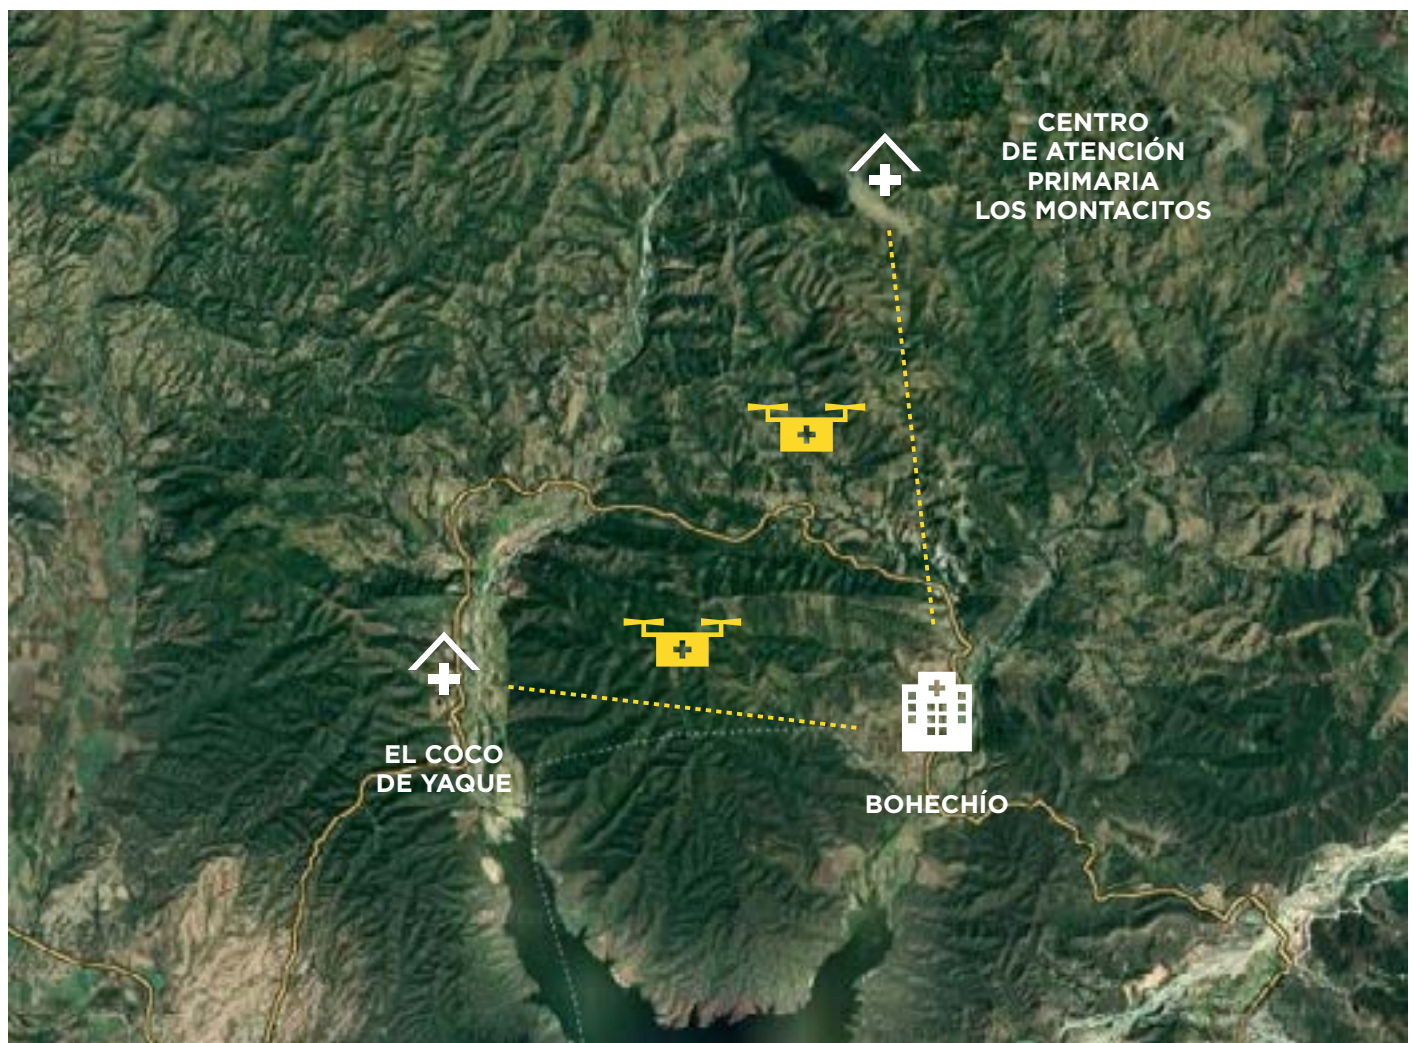 CENTRO
DE ATENCIÓN
PRIMARIA
LOS MONTACITOS
EL COCO
DE YAQUE
BOHECHÍO